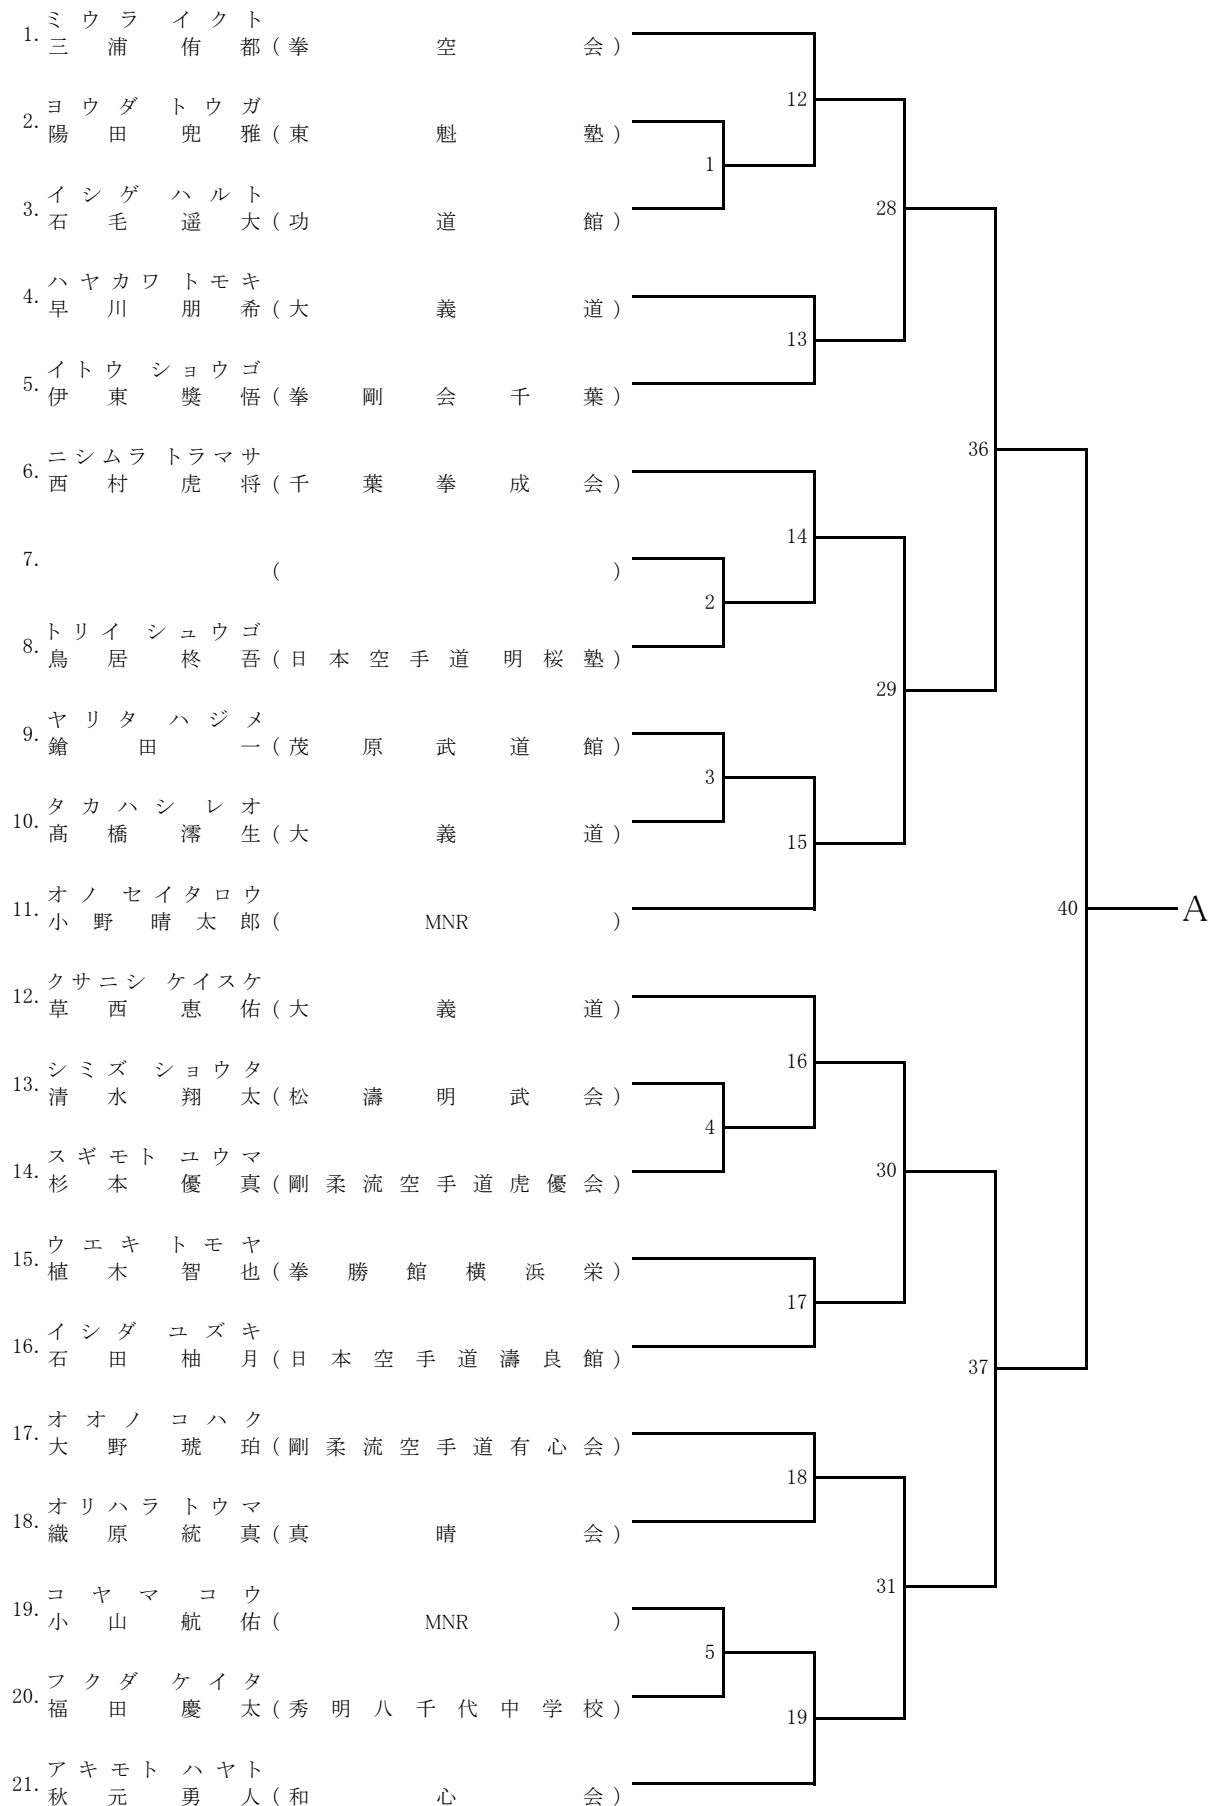 ミウラ イクト
1. 三浦 侑都 (拳空会)
12
ヨウダ トウガ
2. 陽田 兜雅 (東魁塾)
1
イシゲ ハルト
3. 石毛 遥大 (功道館)
28
ハヤカワ トモキ
4. 早川 朋希 (大義道)
13
イトウ ショウゴ
5. 伊東 奬悟 (拳剛会千葉)
36
ニシムラ トラマサ
6. 西村 虎将 (千葉拳成会)
14
7. ( )
2
トリイ シュウゴ
8. 鳥居 柊吾 (日本空手道 明桜塾)
29
ヤリタ ハジメ
9. 鎗田 一 (茂原武道館)
3
タカハシ レオ
10. 髙橋 澪生 (大義道)
15
オノ セイタロウ
11. 小野 晴太郎 (MNR)
40 A
クサニシ ケイスケ
12. 草西 恵佑 (大義道)
16
シミズ ショウタ
13. 清水 翔太 (松濤明武会)
4
スギモト ユウマ
14. 杉本 優真 (剛柔流空手道虎優会)
30
ウエキ トモヤ
15. 植木 智也 (拳勝館横浜栄)
17
イシダ ユズキ
16. 石田 柚月 (日本空手道濤良館)
37
オオノ コハク
17. 大野 琥珀 (剛柔流空手道有心会)
18
オリハラ トウマ
18. 織原 統真 (真晴会)
31
コヤマ コウ
19. 小山 航佑 (MNR)
5
フクダ ケイタ
20. 福田 慶太 (秀明八千代中学校)
19
アキモト ハヤト
21. 秋元 勇人 (和心会)